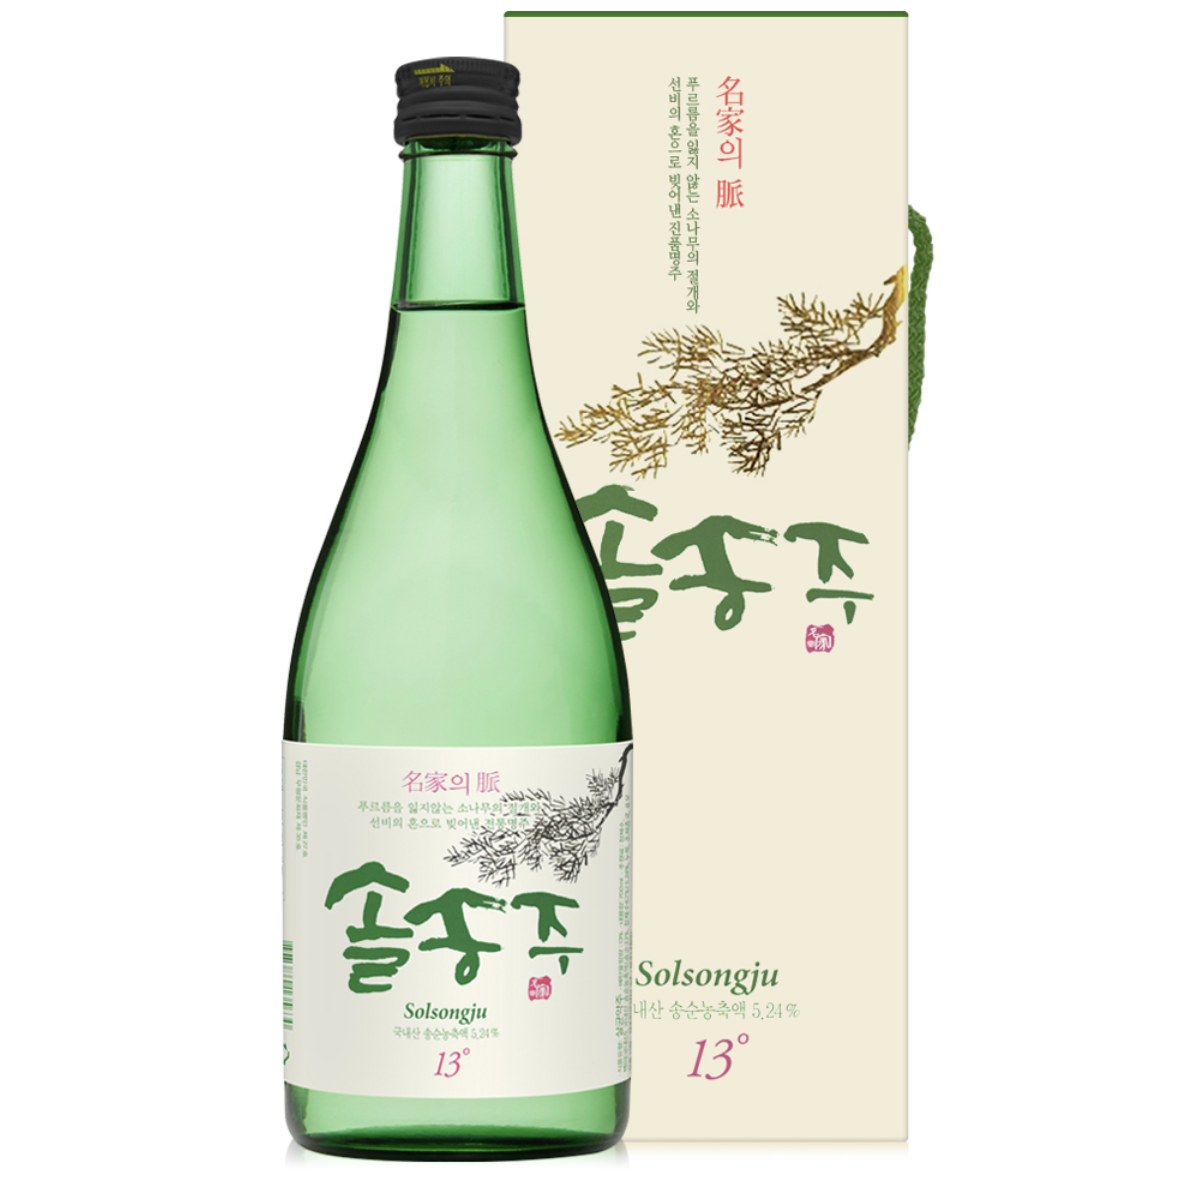 名家의 脈
푸르름을 잃지 않는 소나무의 절개와
선비의 혼으로 빚어낸 진품명주
솔송주
Solsongju
내산 송순농축액 5.24%
13°
名家의 脈
푸르름을 잃지않는 소나무의 절개와
선비의 혼으로 빚어낸 전통명주
솔송주
Solsongju
국내산 송순농축액 5.24%
13°